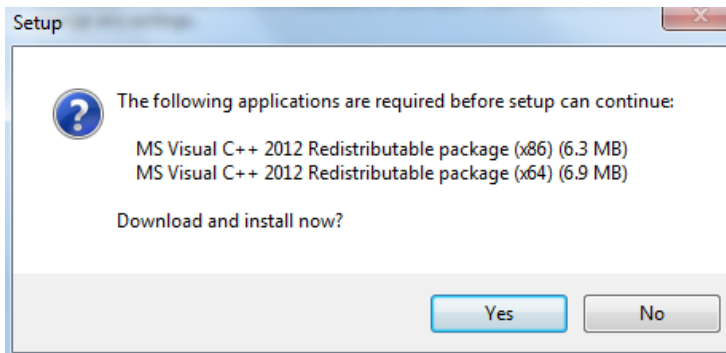 Setup
The following applications are required before setup can continue:
MS Visual C++ 2012 Redistributable package (x86) (6.3 MB)
MS Visual C++ 2012 Redistributable package (x64) (6.9 MB)
Download and install now?
Yes
No